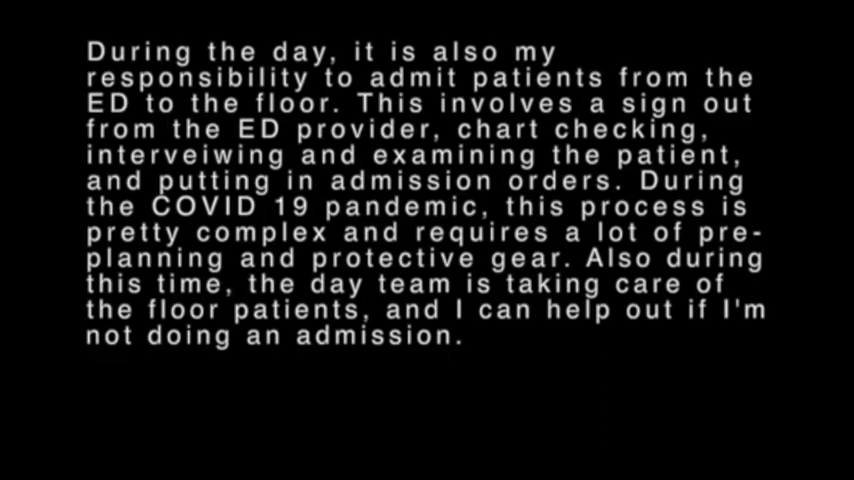 During the day, it is also my
responsibility to admit patients from the
ED to the floor. This involves a sign out
from the ED provider, chart checking,
interveiwing and examining the patient,
and putting in admission orders. During
the COVID 19 pandemic, this process is
pretty complex and requires a lot of pre-
planning and protective gear. Also during
this time, the day team is taking care of
the floor patients, and I can help out if I'm
not doing an admission.